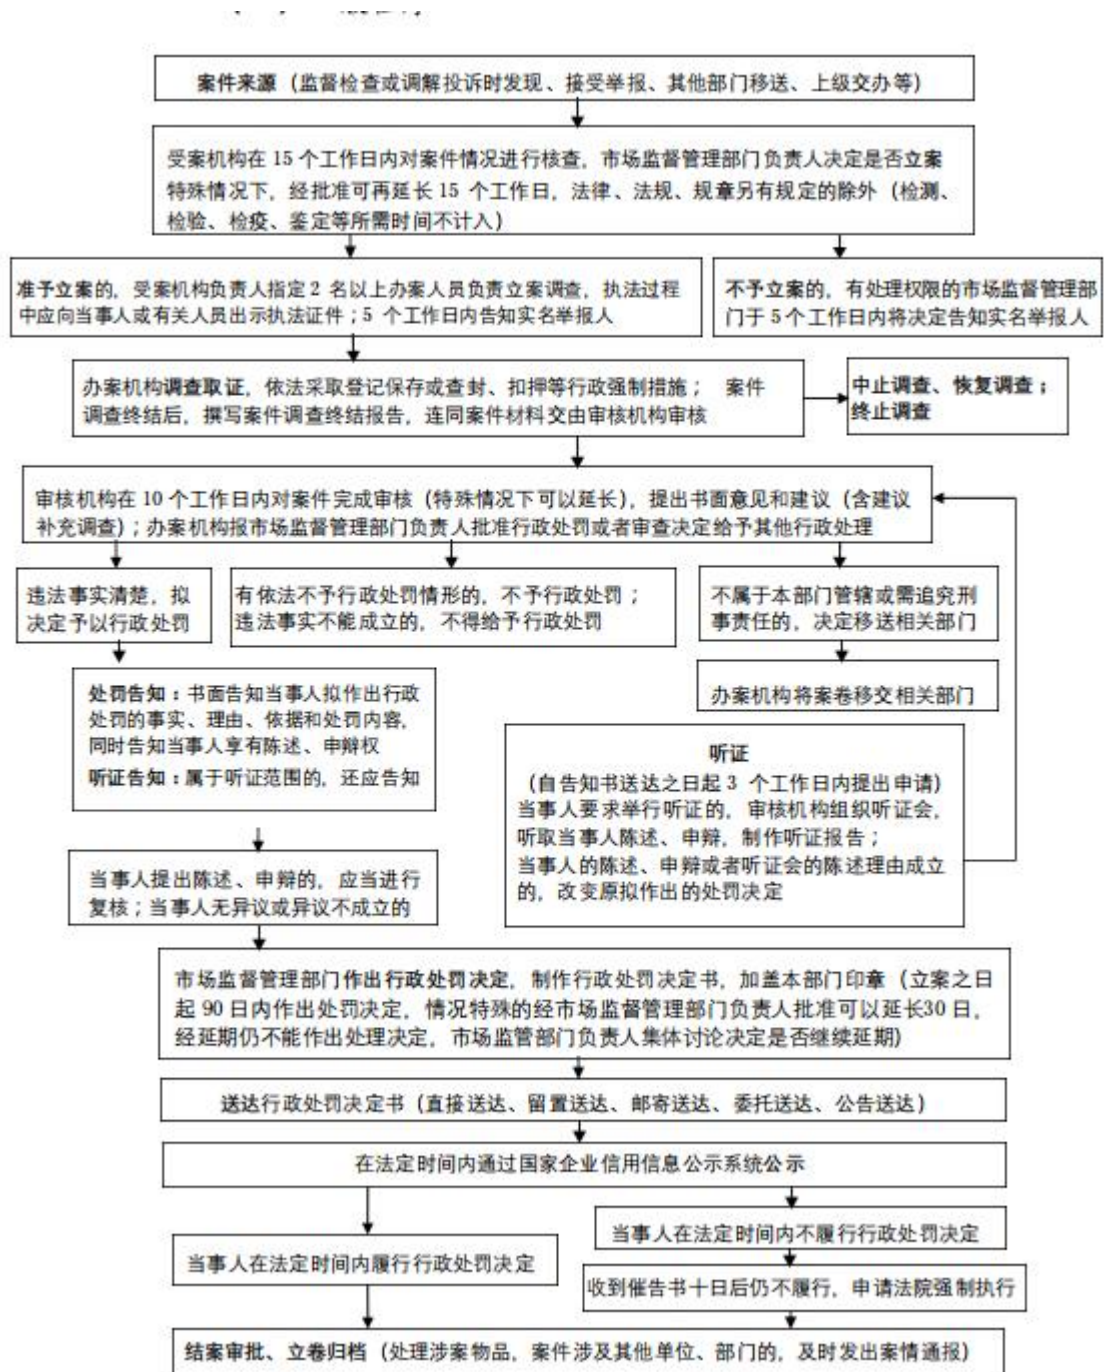 案件来源（监督检查或调解投诉时发现、接受举报、其他部门移送、上级交办等）
受案机构在 15 个工作日内对案件情况进行核查，市场监督管理部门负责人决定是否立案
特殊情况下，经批准可再延长 15 个工作日，法律、法规、规章另有规定的除外（检测、
检验、检疫、鉴定等所需时间不计入）
准予立案的，受案机构负责人指定 2 名以上办案人员负责立案调查，执法过程
中应向当事人或有关人员出示执法证件；5 个工作日内告知实名举报人
不予立案的，有处理权限的市场监督管理部
门于 5 个工作日内将决定告知实名举报人
办案机构调查取证，依法采取登记保存或查封、扣押等行政强制措施； 案件
调查终结后，撰写案件调查终结报告，连同案件材料交由审核机构审核
中止调查、恢复调查；
终止调查
审核机构在 10 个工作日内对案件完成审核（特殊情况下可以延长），提出书面意见和建议（含建议
补充调查）；办案机构报市场监督管理部门负责人批准行政处罚或者审查决定给予其他行政处理
违法事实清楚，拟
决定予以行政处罚
有依法不予行政处罚情形的，不予行政处罚；
违法事实不能成立的，不得给予行政处罚
不属于本部门管辖或需追究刑
事责任的，决定移送相关部门
处罚告知：书面告知当事人拟作出行政
处罚的事实、理由、依据和处罚内容，
同时告知当事人享有陈述、申辩权
听证告知：属于听证范围的，还应告知
办案机构将案卷移交相关部门
听证
（自告知书送达之日起 3 个工作日内提出申请）
当事人要求举行听证的，审核机构组织听证会，
听取当事人陈述、申辩，制作听证报告；
当事人的陈述、申辩或者听证会的陈述理由成立
的，改变原拟作出的处罚决定
当事人提出陈述、申辩的，应当进行
复核；当事人无异议或异议不成立的
市场监督管理部门作出行政处罚决定，制作行政处罚决定书，加盖本部门印章（立案之日
起 90 日内作出处罚决定，情况特殊的经市场监督管理部门负责人批准可以延长30 日，
经延期仍不能作出处理决定，市场监管部门负责人集体讨论决定是否继续延期）
送达行政处罚决定书（直接送达、留置送达、邮寄送达、委托送达、公告送达）
在法定时间内通过国家企业信用信息公示系统公示
当事人在法定时间内履行行政处罚决定
当事人在法定时间内不履行行政处罚决定
收到催告书十日后仍不履行，申请法院强制执行
结案审批、立卷归档（处理涉案物品，案件涉及其他单位、部门的，及时发出案情通报）